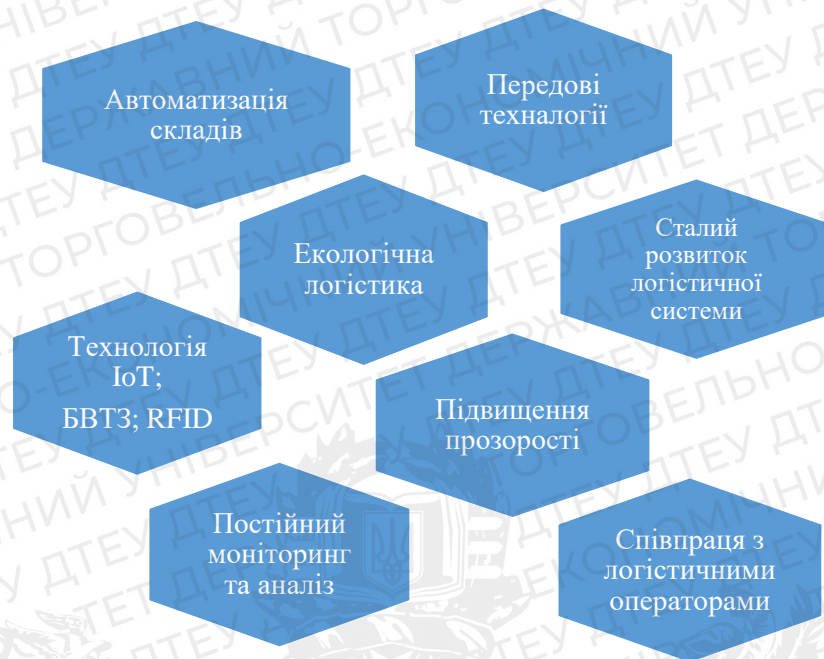 Автоматизація
складів
Передові
техналогії
Екологічна
логістика
Сталий
розвиток
логістичної
системи
Технологія
IoT;
БВТЗ; RFID
Підвищення
прозорості
Постійний
моніторинг
та аналіз
Співпраця з
логістичними
операторами